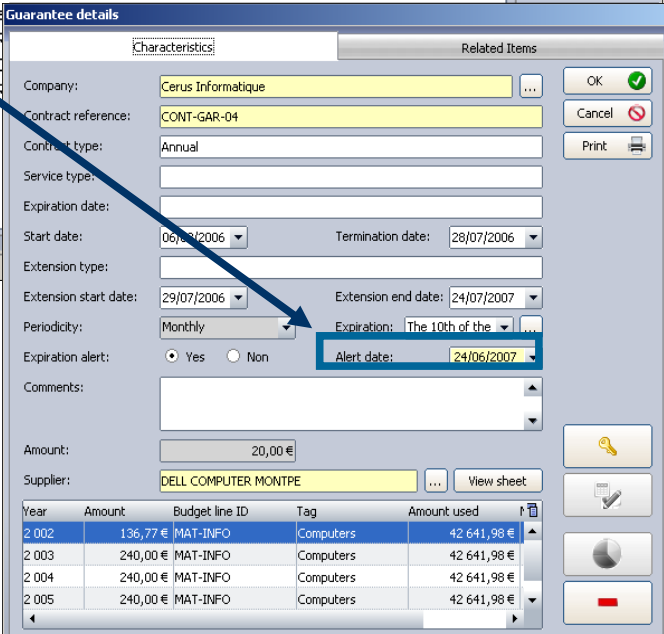 Guarantee details
Characteristics Related Items
Company: Cerus Informatique ... OK
Contract reference: CONT-GAR-04 Cancel
Contract type: Annual Print
Service type:
Expiration date:
Start date: 2006 Termination date: 28/07/2006
Extension type:
Extension start date: 29/07/2006 Extension end date: 24/07/2007
Periodicity: Monthly Expiration: The 10th of the ...
Expiration alert: Yes Non Alert date: 24/06/2007
Comments:
Amount: 20,00 €
Supplier: DELL COMPUTER MONTPE ... View sheet
Year Amount Budget line ID Tag Amount used
2 002 136,77 € MAT-INFO Computers 42 641,98 €
2 003 240,00 € MAT-INFO Computers 42 641,98 €
2 004 240,00 € MAT-INFO Computers 42 641,98 €
2 005 240,00 € MAT-INFO Computers 42 641,98 €